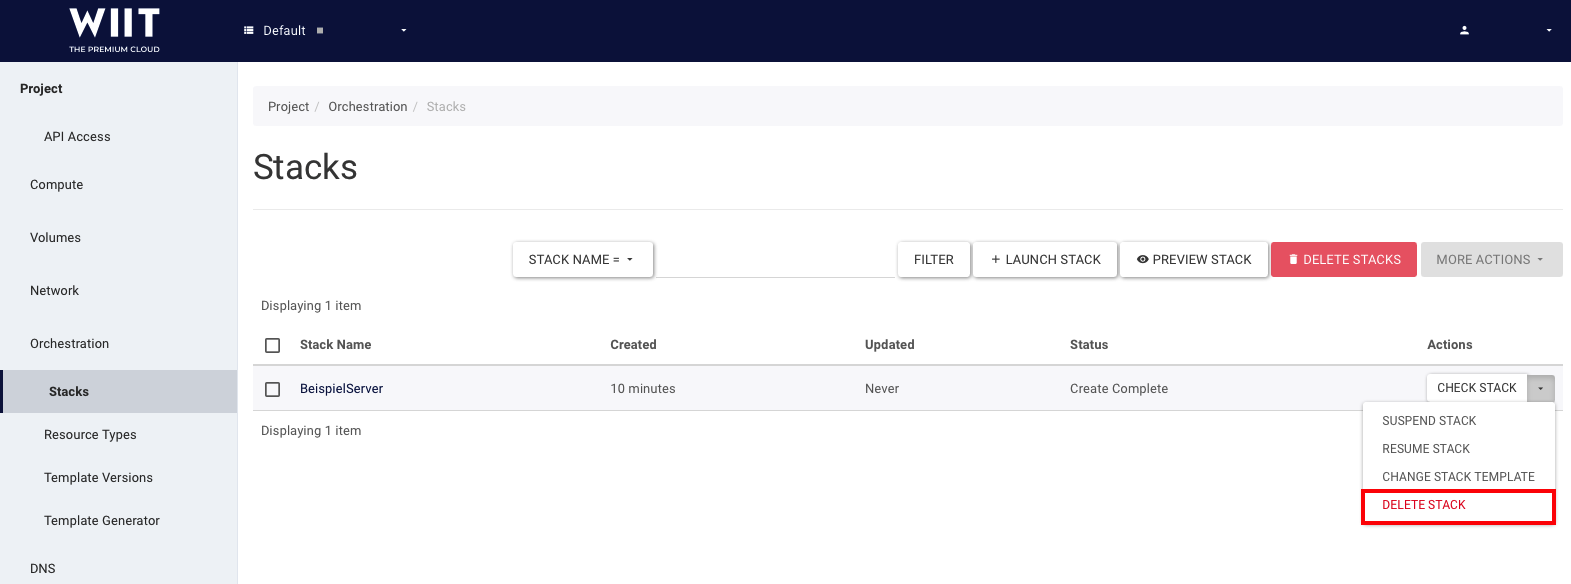 WIIT
THE PREMIUM CLOUD
Default
Project
API Access
Compute
Volumes
Network
Orchestration
Stacks
Resource Types
Template Versions
Template Generator
DNS
Project / Orchestration / Stacks
Stacks
STACK NAME = FILTER + LAUNCH STACK PREVIEW STACK DELETE STACKS MORE ACTIONS
Displaying 1 item
Stack Name Created Updated Status Actions
BeispielServer 10 minutes Never Create Complete CHECK STACK
Displaying 1 item
SUSPEND STACK
RESUME STACK
CHANGE STACK TEMPLATE
DELETE STACK